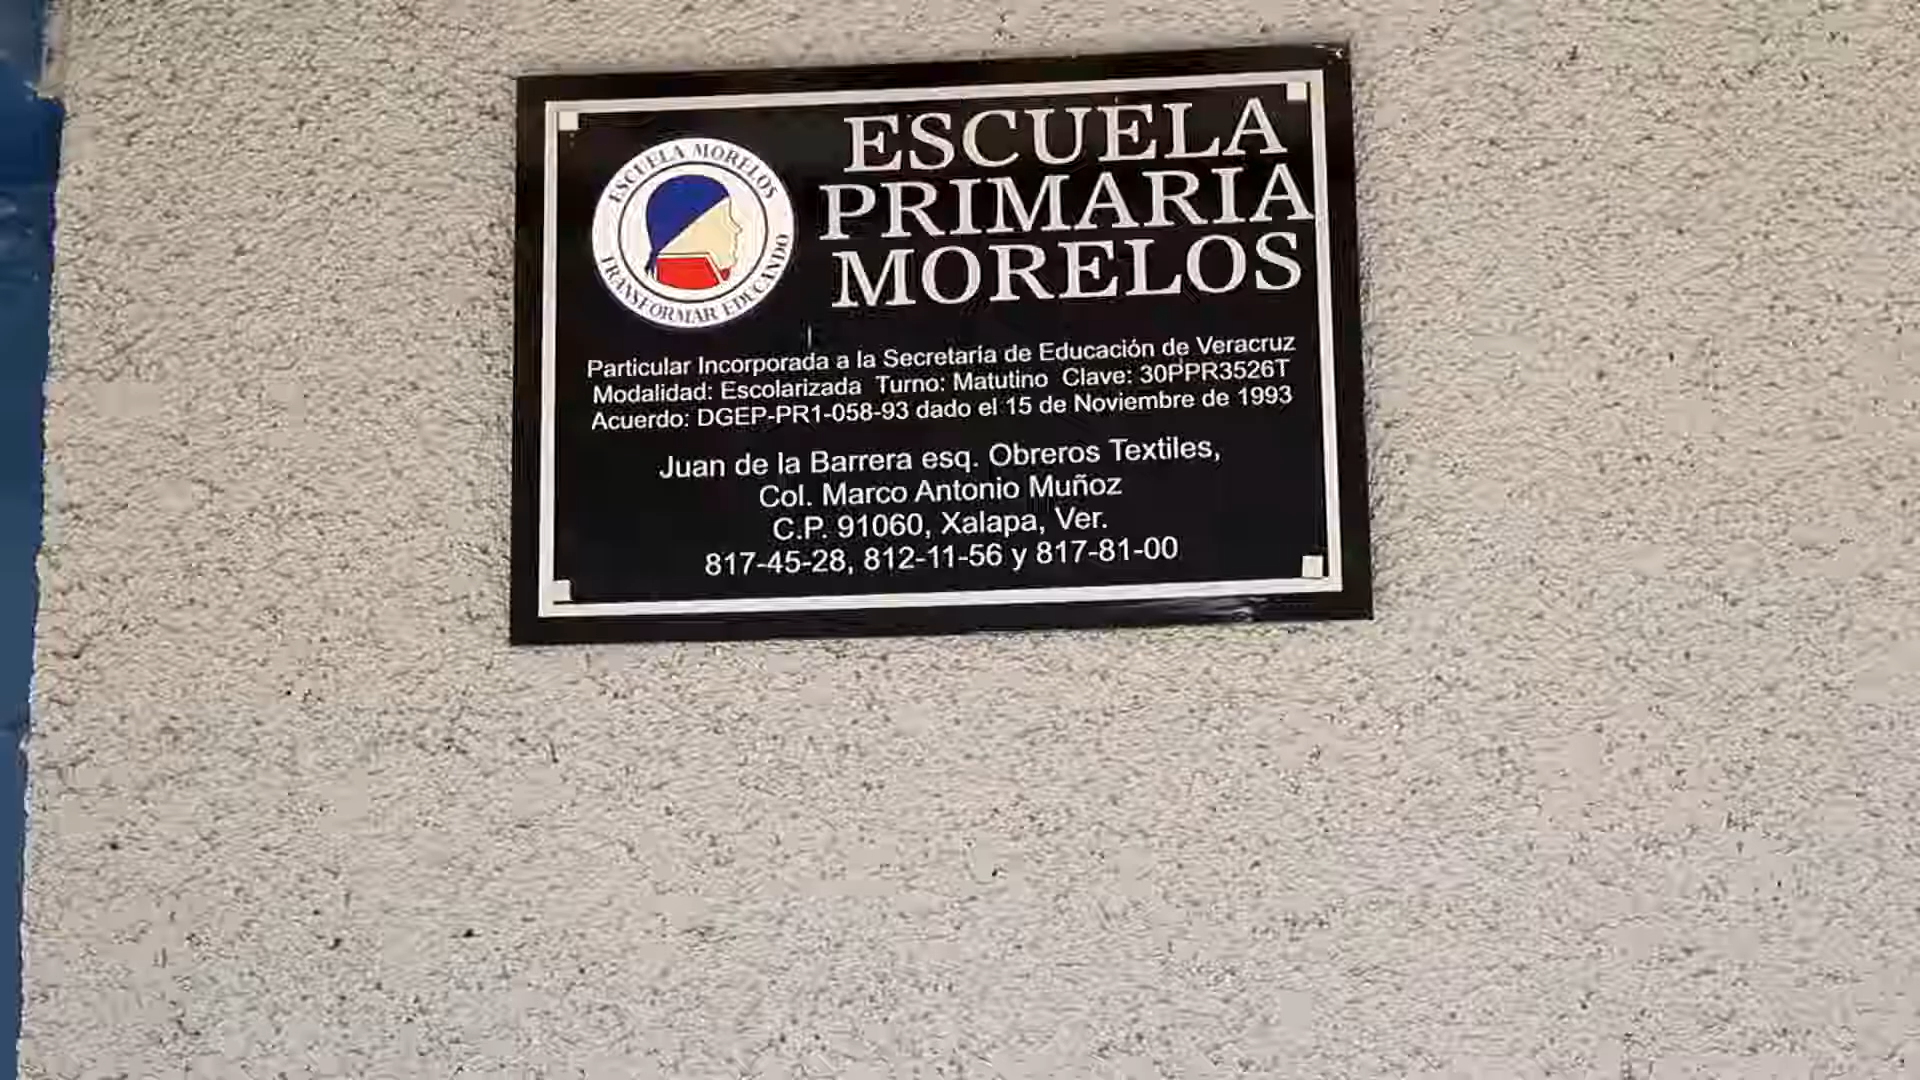 ESCUELA MORELOS
TRANSFORMAR EDUCANDO
ESCUELA
PRIMARIA
MORELOS
Particular Incorporada a la Secretaría de Educación de Veracruz
Modalidad: Escolarizada Turno: Matutino Clave: 30PPR3526T
Acuerdo: DGEP-PR1-058-93 dado el 15 de Noviembre de 1993
Juan de la Barrera esq. Obreros Textiles,
Col. Marco Antonio Muñoz
C.P. 91060, Xalapa, Ver.
817-45-28, 812-11-56 y 817-81-00